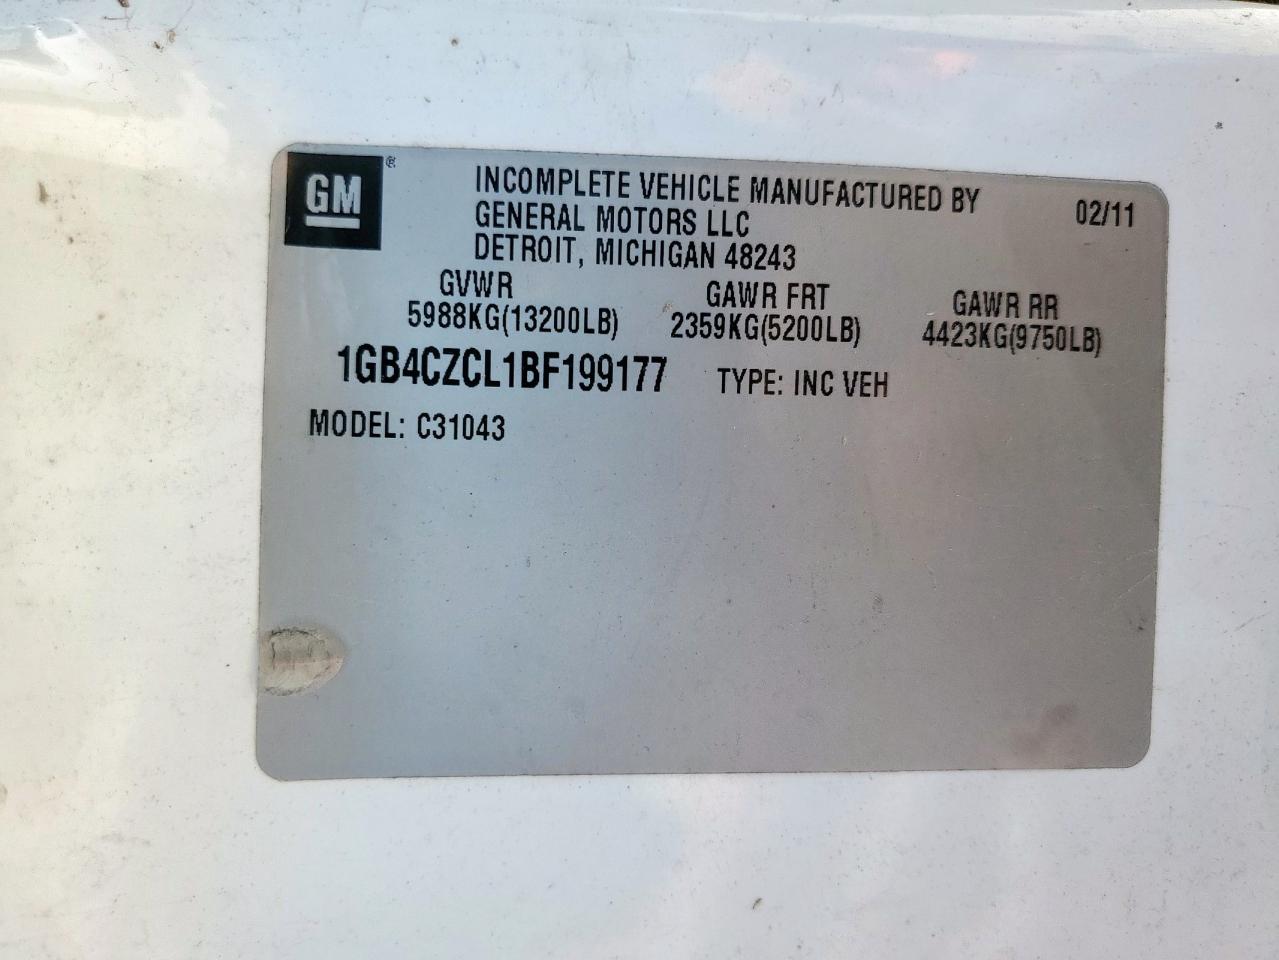 GM®
INCOMPLETE VEHICLE MANUFACTURED BY
GENERAL MOTORS LLC
DETROIT, MICHIGAN 48243
02/11
GVWR GAWR FRT GAWR RR
5988KG(13200LB) 2359KG(5200LB) 4423KG(9750LB)
1GB4CZCL1BF199177 TYPE: INC VEH
MODEL: C31043